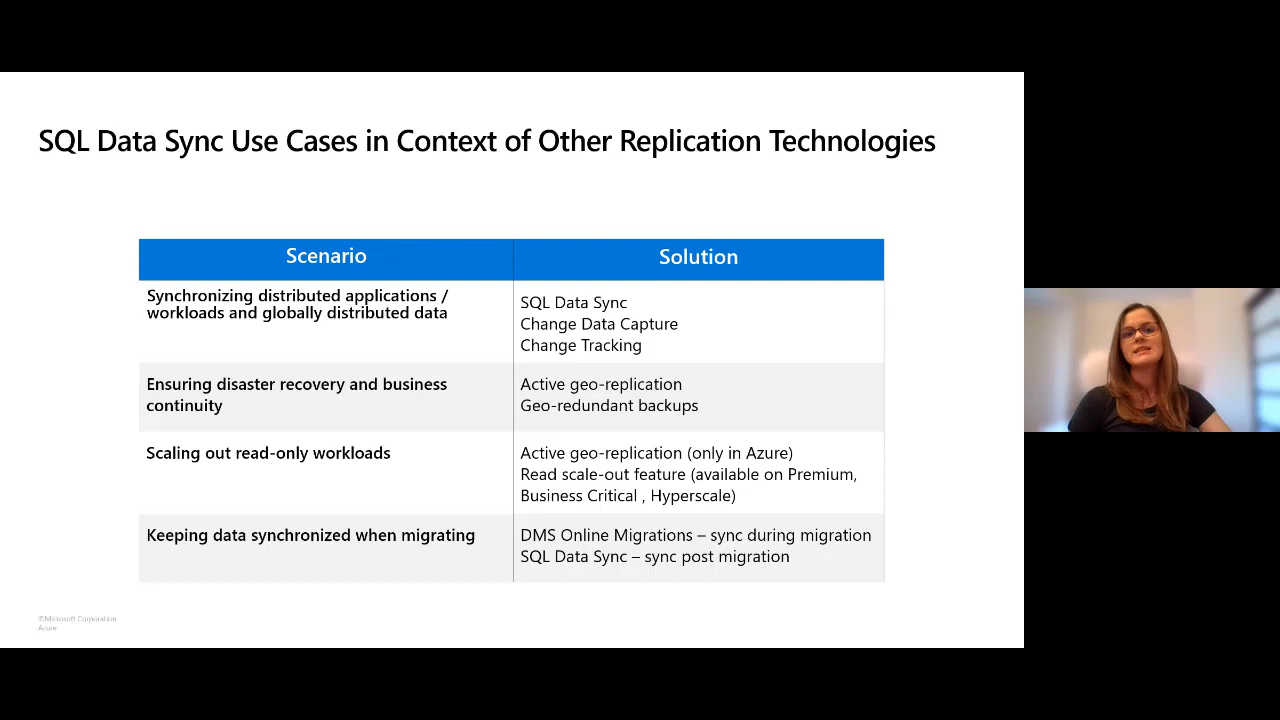 SQL Data Sync Use Cases in Context of Other Replication Technologies
Scenario
Solution
Synchronizing distributed applications /
workloads and globally distributed data
SQL Data Sync
Change Data Capture
Change Tracking
Ensuring disaster recovery and business
continuity
Active geo-replication
Geo-redundant backups
Scaling out read-only workloads
Active geo-replication (only in Azure)
Read scale-out feature (available on Premium,
Business Critical , Hyperscale)
Keeping data synchronized when migrating
DMS Online Migrations – sync during migration
SQL Data Sync – sync post migration
©Microsoft Corporation
Azure